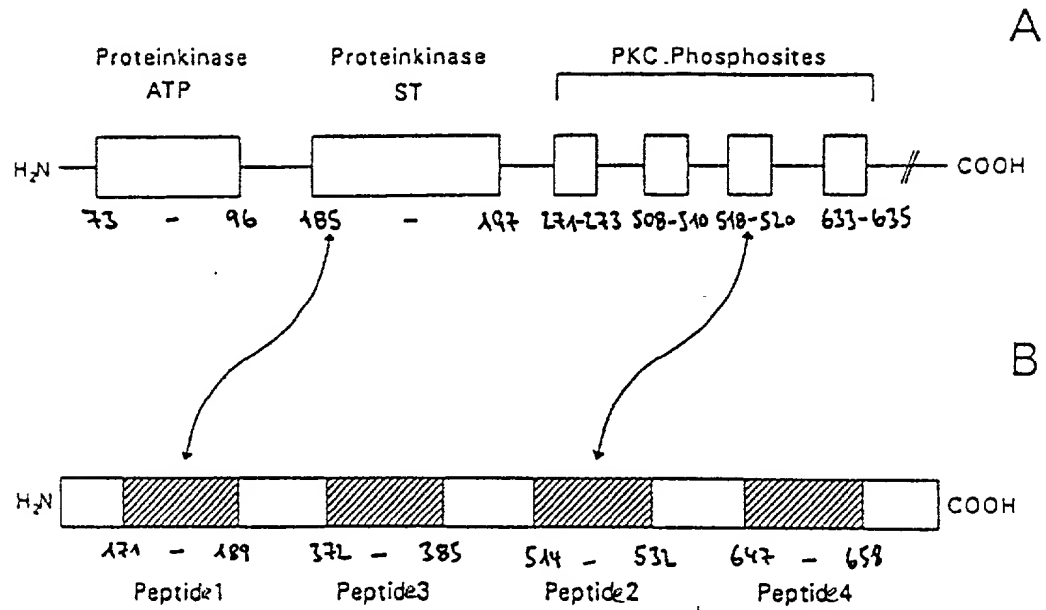 A
Proteinkinase Proteinkinase PKC.Phosphosites
ATP ST
H₂N COOH
73 - 96 185 - 197 271-273 508-510 518-520 633-635
B
H₂N COOH
171 - 189 372 - 385 514 - 532 647 - 658
Peptide1 Peptide3 Peptide2 Peptide4